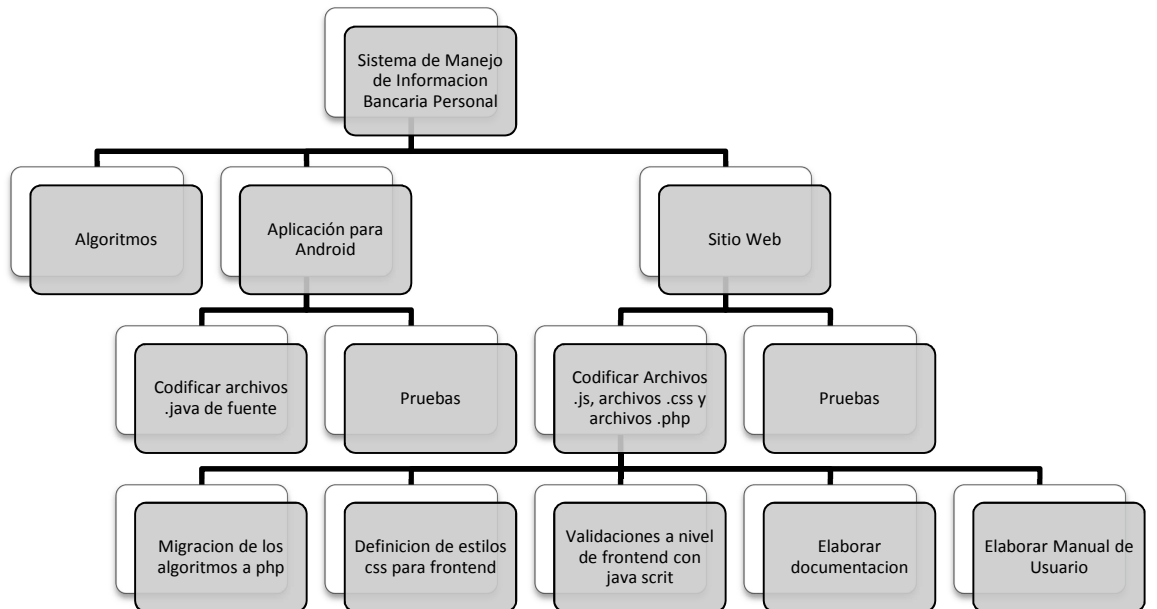 Sistema de Manejo
de Informacion
Bancaria Personal
Algoritmos
Aplicación para
Android
Sitio Web
Codificar archivos
.java de fuente
Pruebas
Codificar Archivos
.js, archivos .css y
archivos .php
Pruebas
Migracion de los
algoritmos a php
Definicion de estilos
css para frontend
Validaciones a nivel
de frontend con
java scrit
Elaborar
documentacion
Elaborar Manual de
Usuario